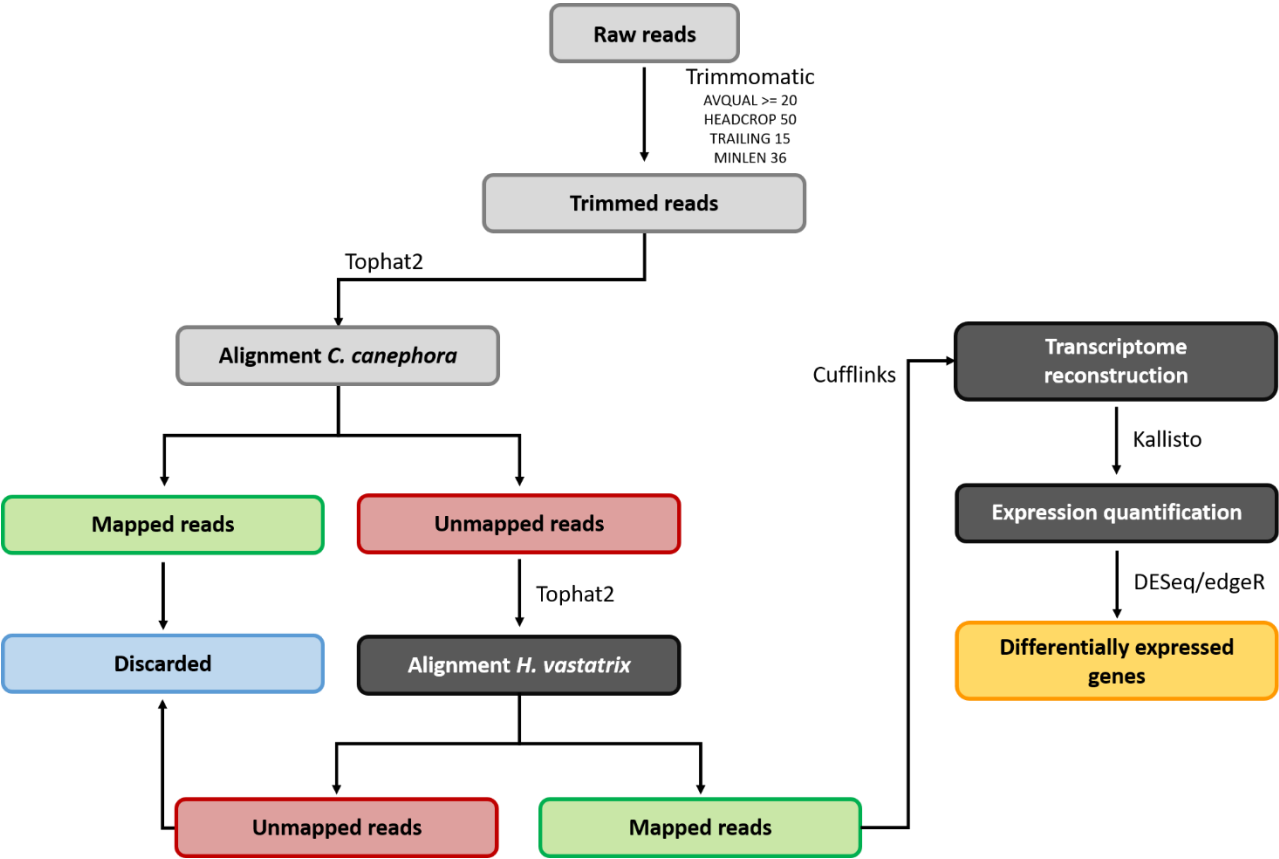 Raw reads
Trimmomatic
AVQUAL >= 20
HEADCROP 50
TRAILING 15
MINLEN 36
Trimmed reads
Tophat2
Alignment C. canephora
Mapped reads
Unmapped reads
Tophat2
Discarded
Alignment H. vastatrix
Unmapped reads
Mapped reads
Cufflinks
Transcriptome
reconstruction
Kallisto
Expression quantification
DESeq/edgeR
Differentially expressed
genes